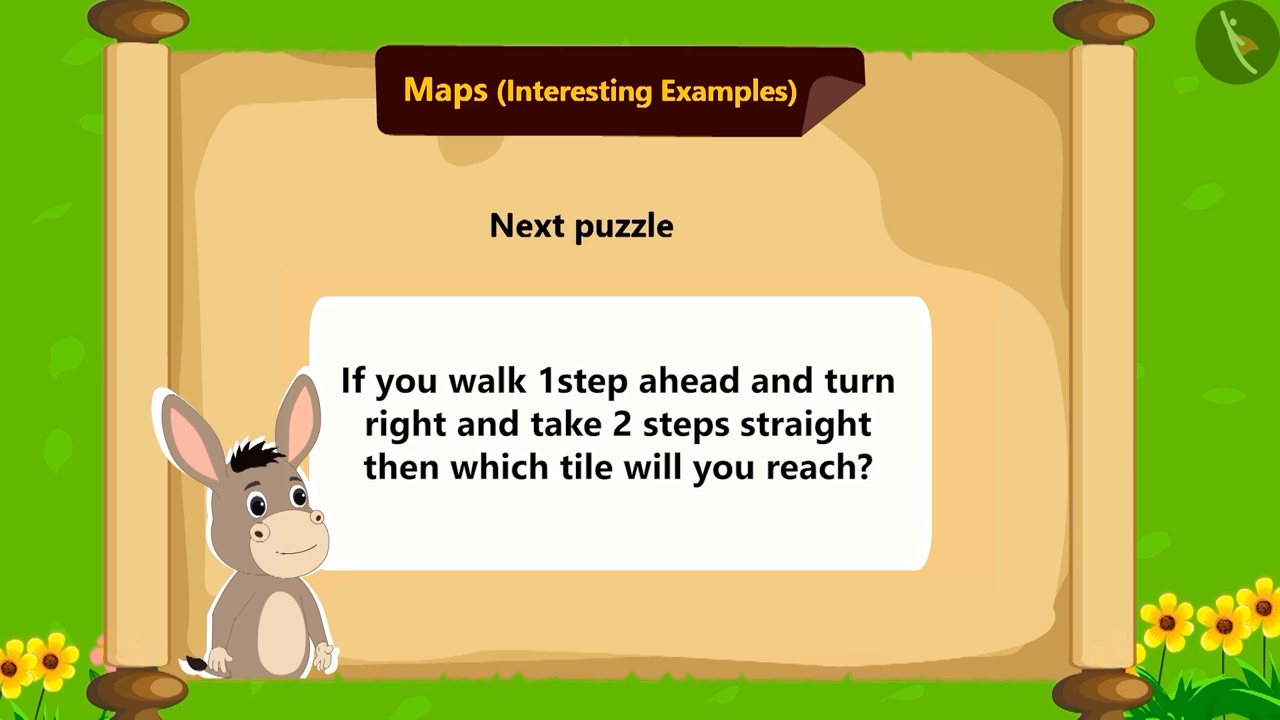 Maps (Interesting Examples)
Next puzzle
If you walk 1step ahead and turn
right and take 2 steps straight
then which tile will you reach?